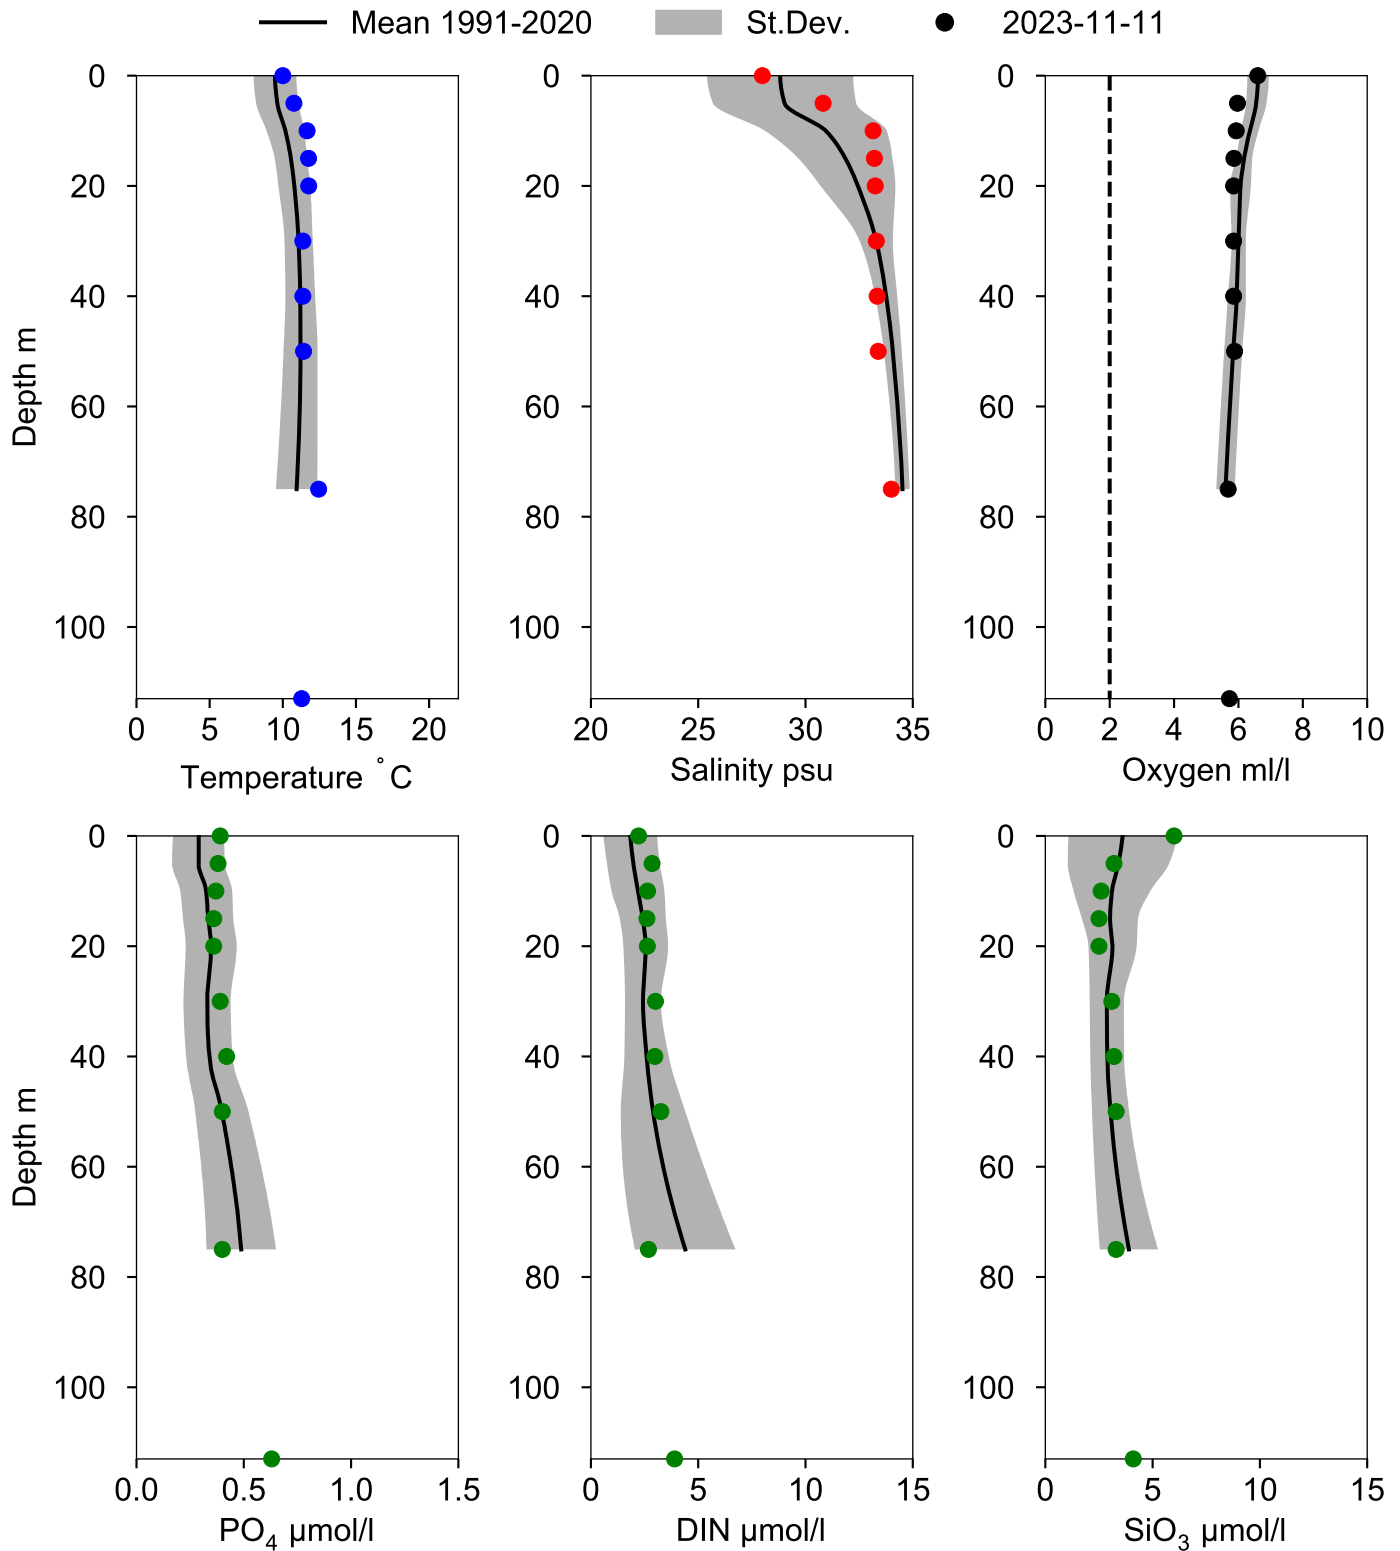 Mean 1991-2020 St.Dev. 2023-11-11
0 0 0
20 20 20
40 40 40
60 60 60
80 80 80
100 100 100
Depth m
0 5 10 15 20 20 25 30 35 0 2 4 6 8 10
Temperature °C Salinity psu Oxygen ml/l
0 0 0
20 20 20
40 40 40
60 60 60
80 80 80
100 100 100
Depth m
0.0 0.5 1.0 1.5 0 5 10 15 0 5 10 15
PO₄ µmol/l DIN µmol/l SiO₃ µmol/l